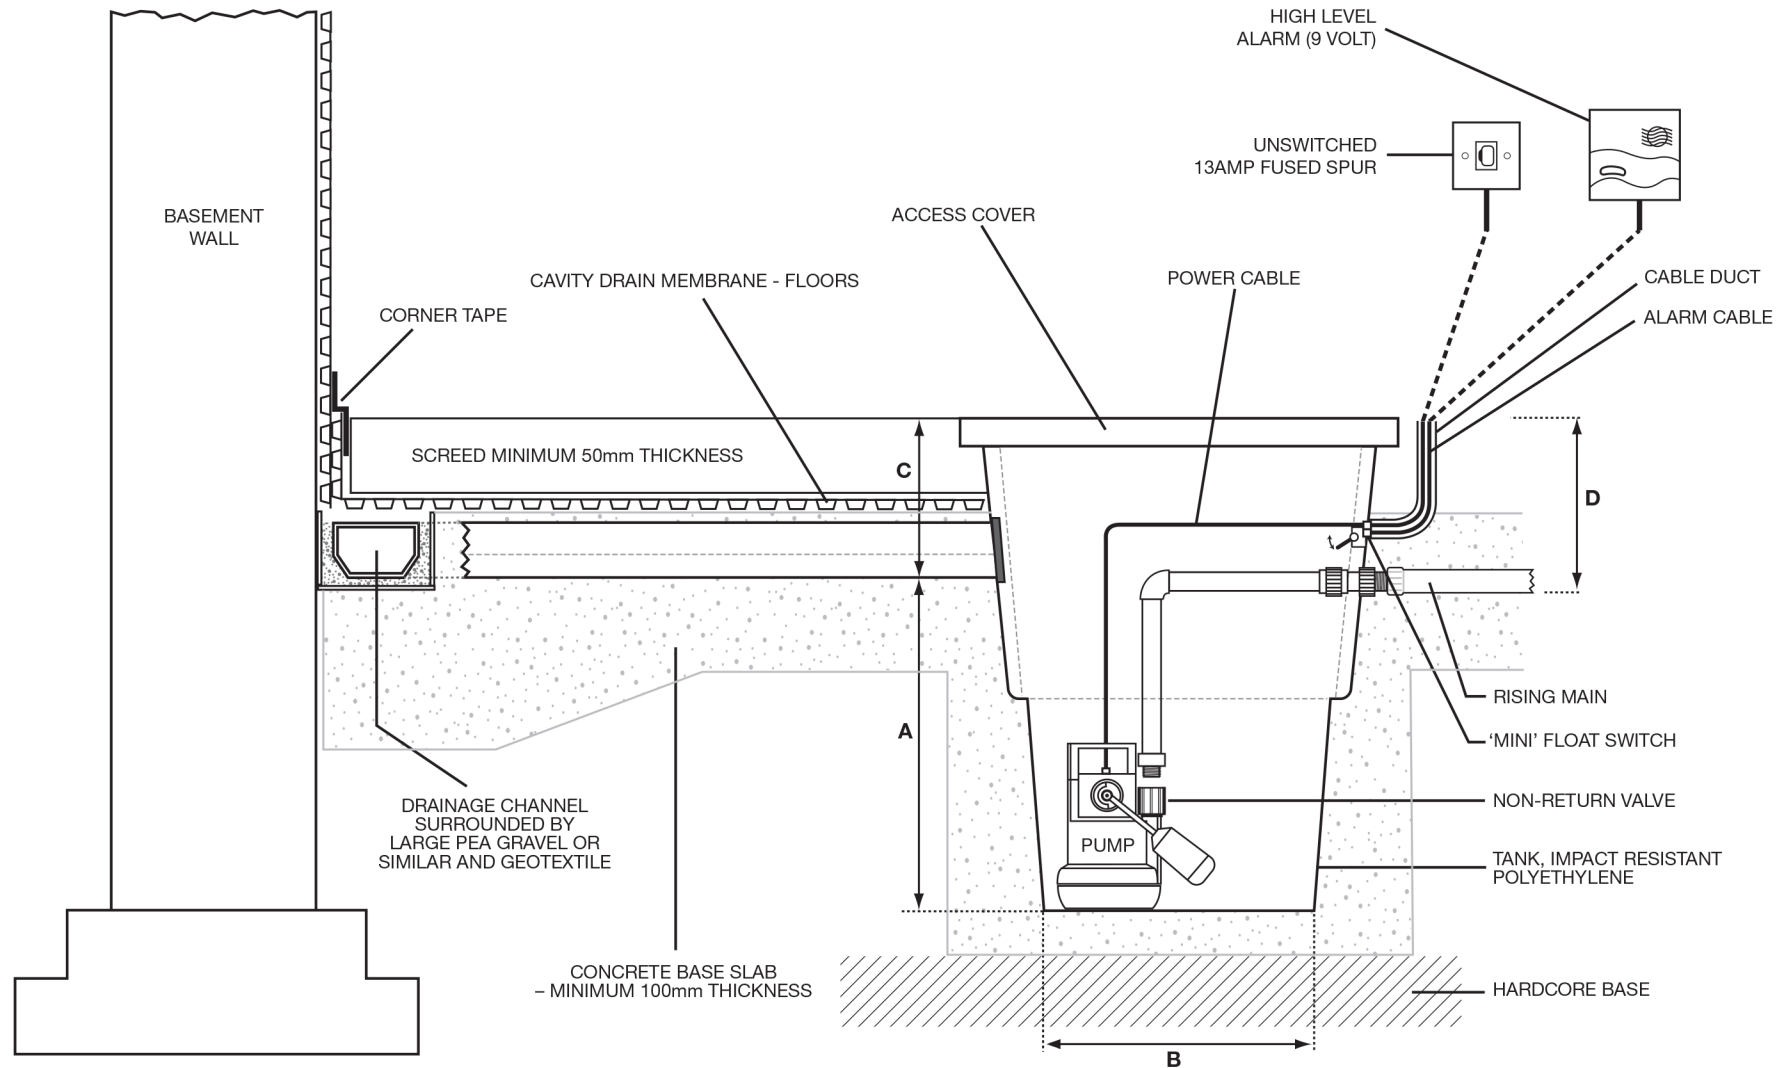 HIGH LEVEL
ALARM (9 VOLT)
UNSWITCHED
13AMP FUSED SPUR
BASEMENT
WALL
ACCESS COVER
CAVITY DRAIN MEMBRANE - FLOORS
POWER CABLE
CABLE DUCT
CORNER TAPE
ALARM CABLE
SCREED MINIMUM 50mm THICKNESS
C
D
A
RISING MAIN
‘MINI’ FLOAT SWITCH
NON-RETURN VALVE
DRAINAGE CHANNEL
SURROUNDED BY
LARGE PEA GRAVEL OR
SIMILAR AND GEOTEXTILE
PUMP
TANK, IMPACT RESISTANT
POLYETHYLENE
CONCRETE BASE SLAB
– MINIMUM 100mm THICKNESS
HARDCORE BASE
B